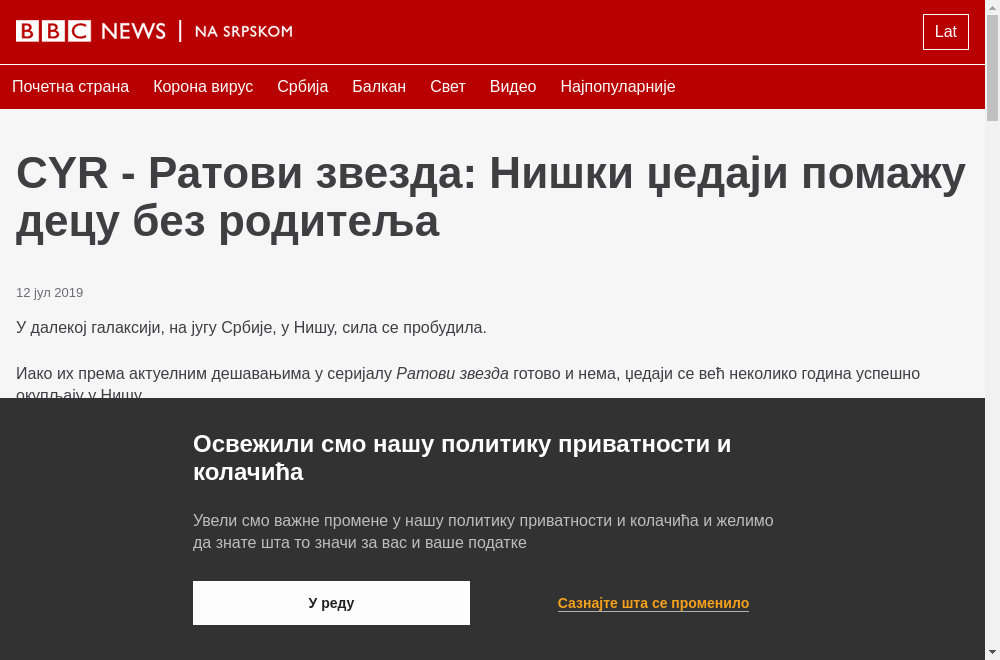 BBC NEWS | NA SRPSKOM
Lat
Почетна страна Корона вирус Србија Балкан Свет Видео Најпопуларније
CYR - Ратови звезда: Нишки џедаји помажу
децу без родитеља
12 јул 2019
У далекој галаксији, на југу Србије, у Нишу, сила се пробудила.
Иако их према актуелним дешавањима у серијалу Ратови звезда готово и нема, џедаји се већ неколико година успешно
окупљају у Нишу.
Освежили смо нашу политику приватности и
колачића
Увели смо важне промене у нашу политику приватности и колачића и желимо
да знате шта то значи за вас и ваше податке
У реду
Сазнајте шта се променило